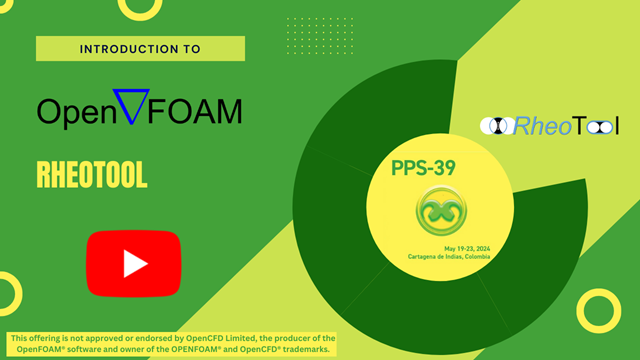 INTRODUCTION TO
Open∇FOAM
RHEOTOOL
RheoTool
PPS-39
May 19-23, 2024
Cartagena de Indias, Colombia
This offering is not approved or endorsed by OpenCFD Limited, the producer of the
OpenFOAM® software and owner of the OPENFOAM® and OpenCFD® trademarks.